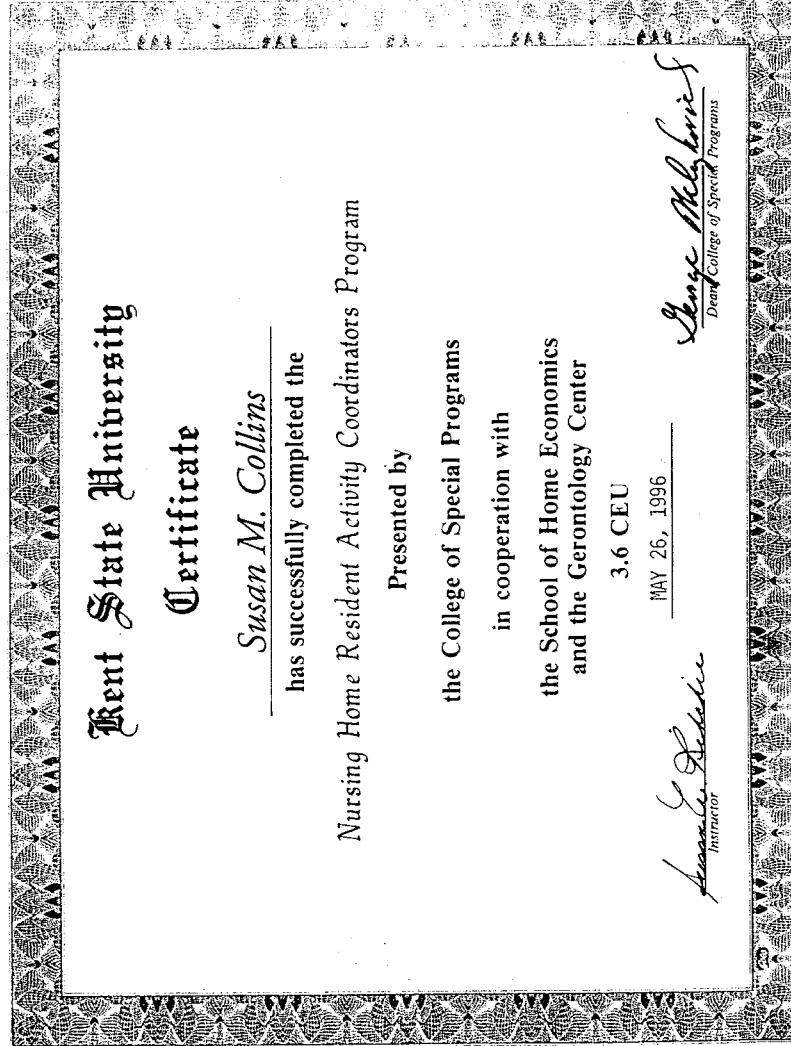 Kent State University
Certificate
Susan M. Collins
has successfully completed the
Nursing Home Resident Activity Coordinators Program
Presented by
the College of Special Programs
in cooperation with
the School of Home Economics
and the Gerontology Center
3.6 CEU
MAY 26, 1996
Instructor
George
Dean, College of Special Programs